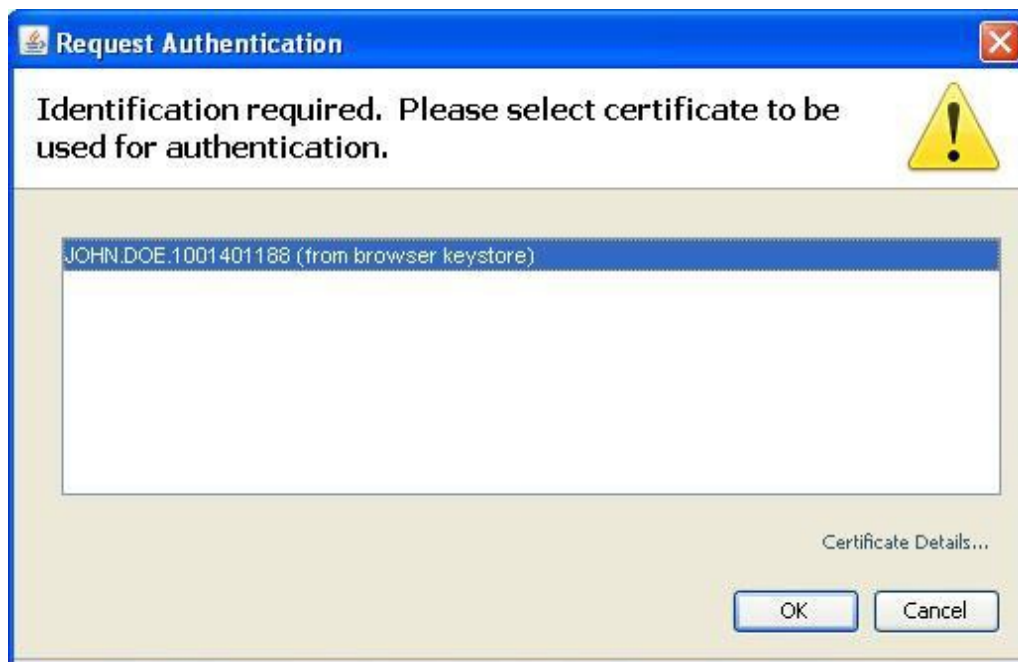 Request Authentication
Identification required. Please select certificate to be
used for authentication.
JOHN.DOE.1001401188 (from browser keystore)
Certificate Details...
OK
Cancel